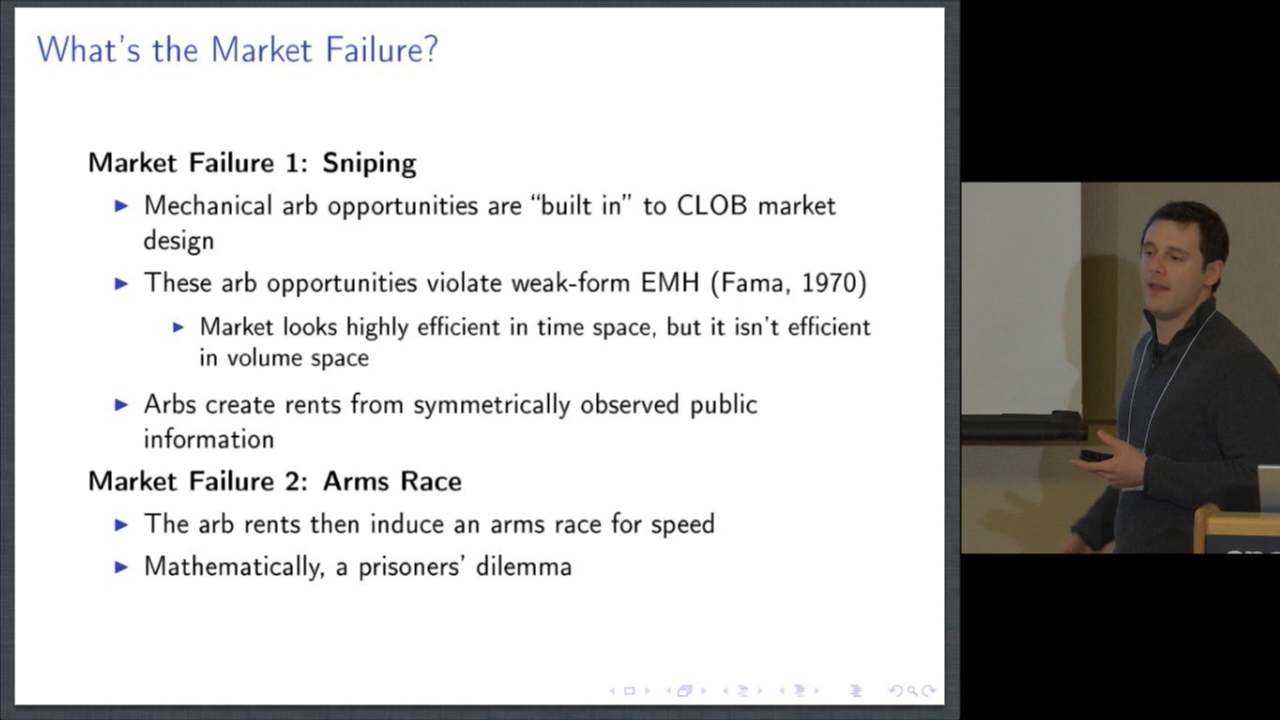 What's the Market Failure?
Market Failure 1: Sniping
Mechanical arb opportunities are “built in” to CLOB market
design
These arb opportunities violate weak-form EMH (Fama, 1970)
Market looks highly efficient in time space, but it isn't efficient
in volume space
Arbs create rents from symmetrically observed public
information
Market Failure 2: Arms Race
The arb rents then induce an arms race for speed
Mathematically, a prisoners' dilemma